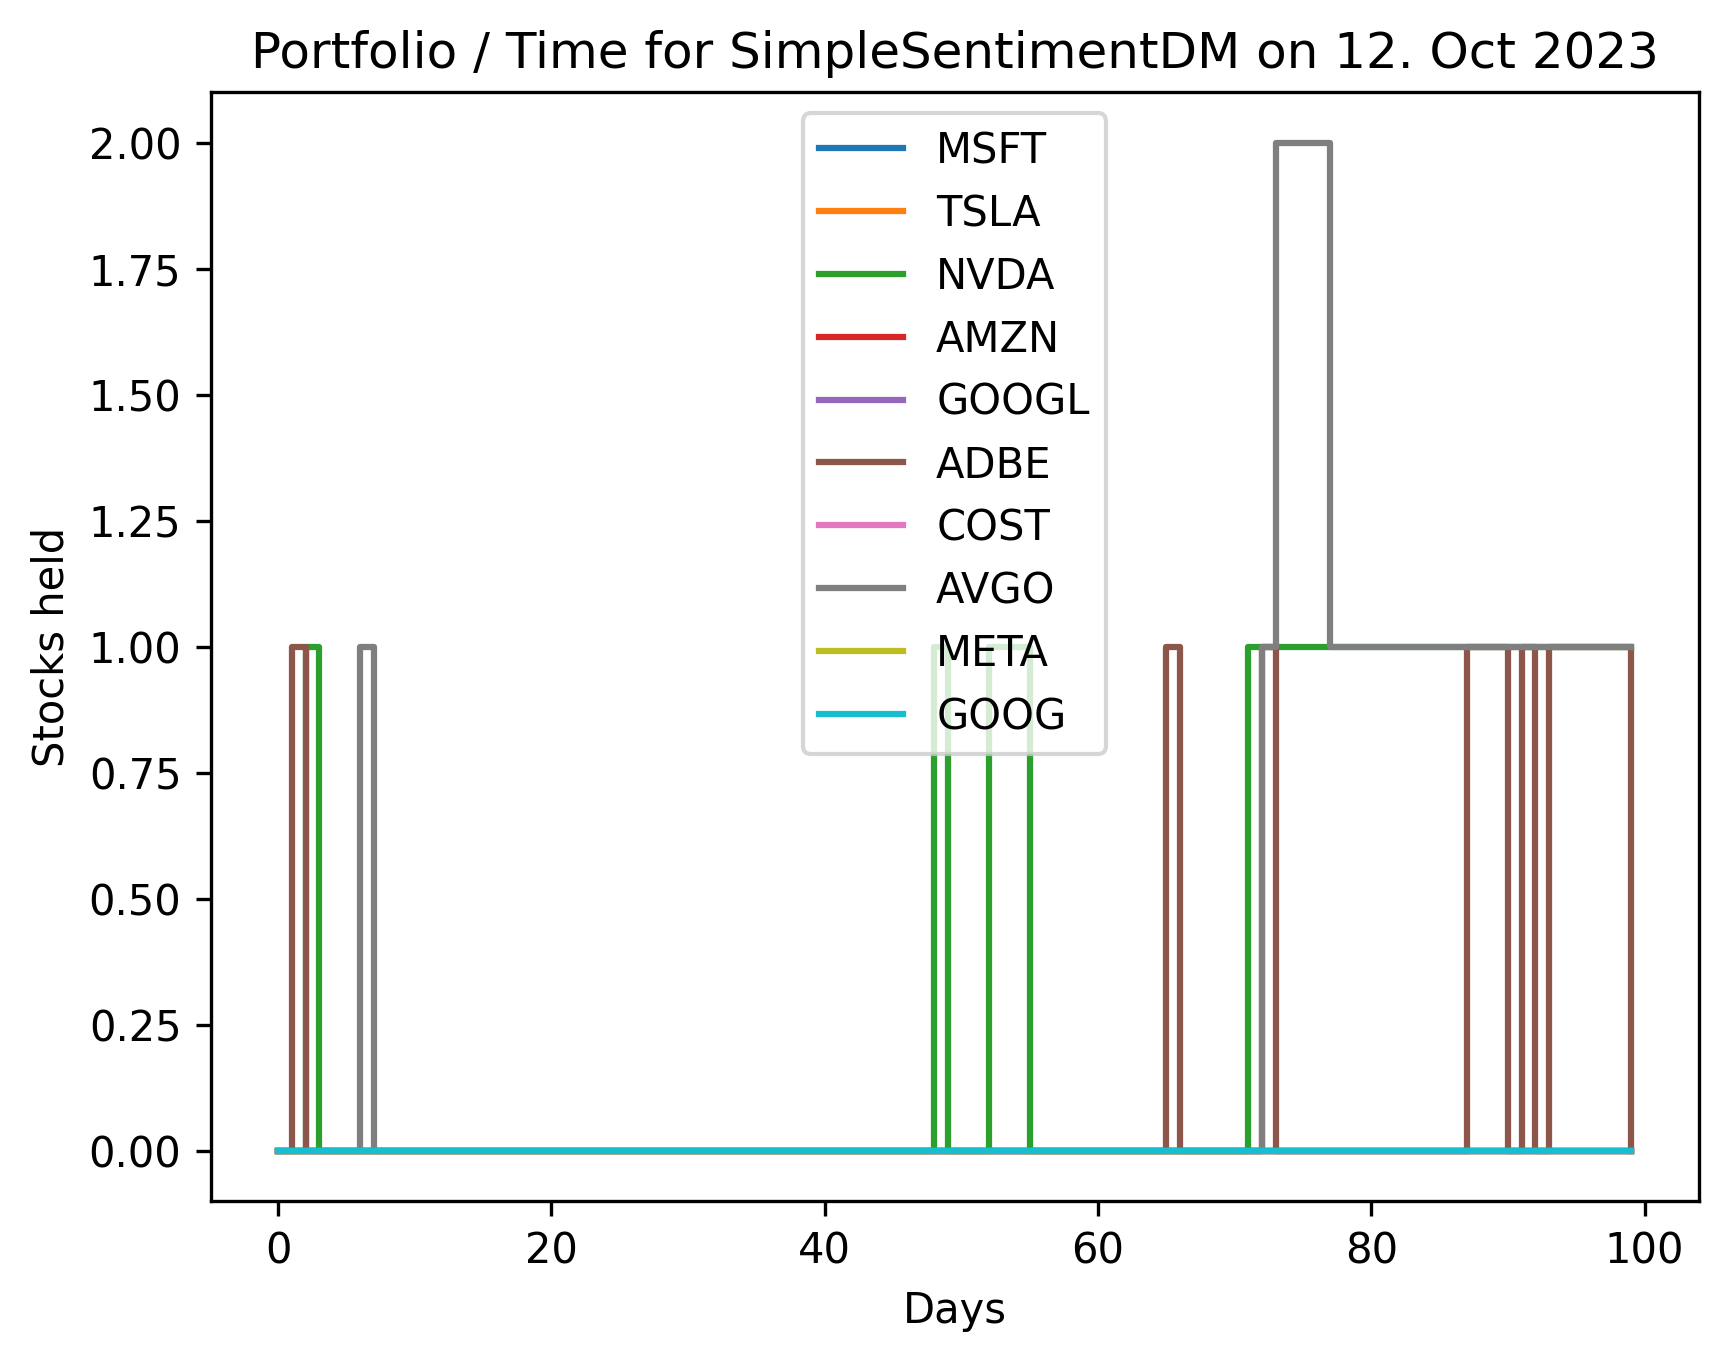 Portfolio / Time for SimpleSentimentDM on 12. Oct 2023
2.00
1.75
1.50
1.25
1.00
0.75
0.50
0.25
0.00
Stocks held
MSFT
TSLA
NVDA
AMZN
GOOGL
ADBE
COST
AVGO
META
GOOG
0 20 40 60 80 100
Days